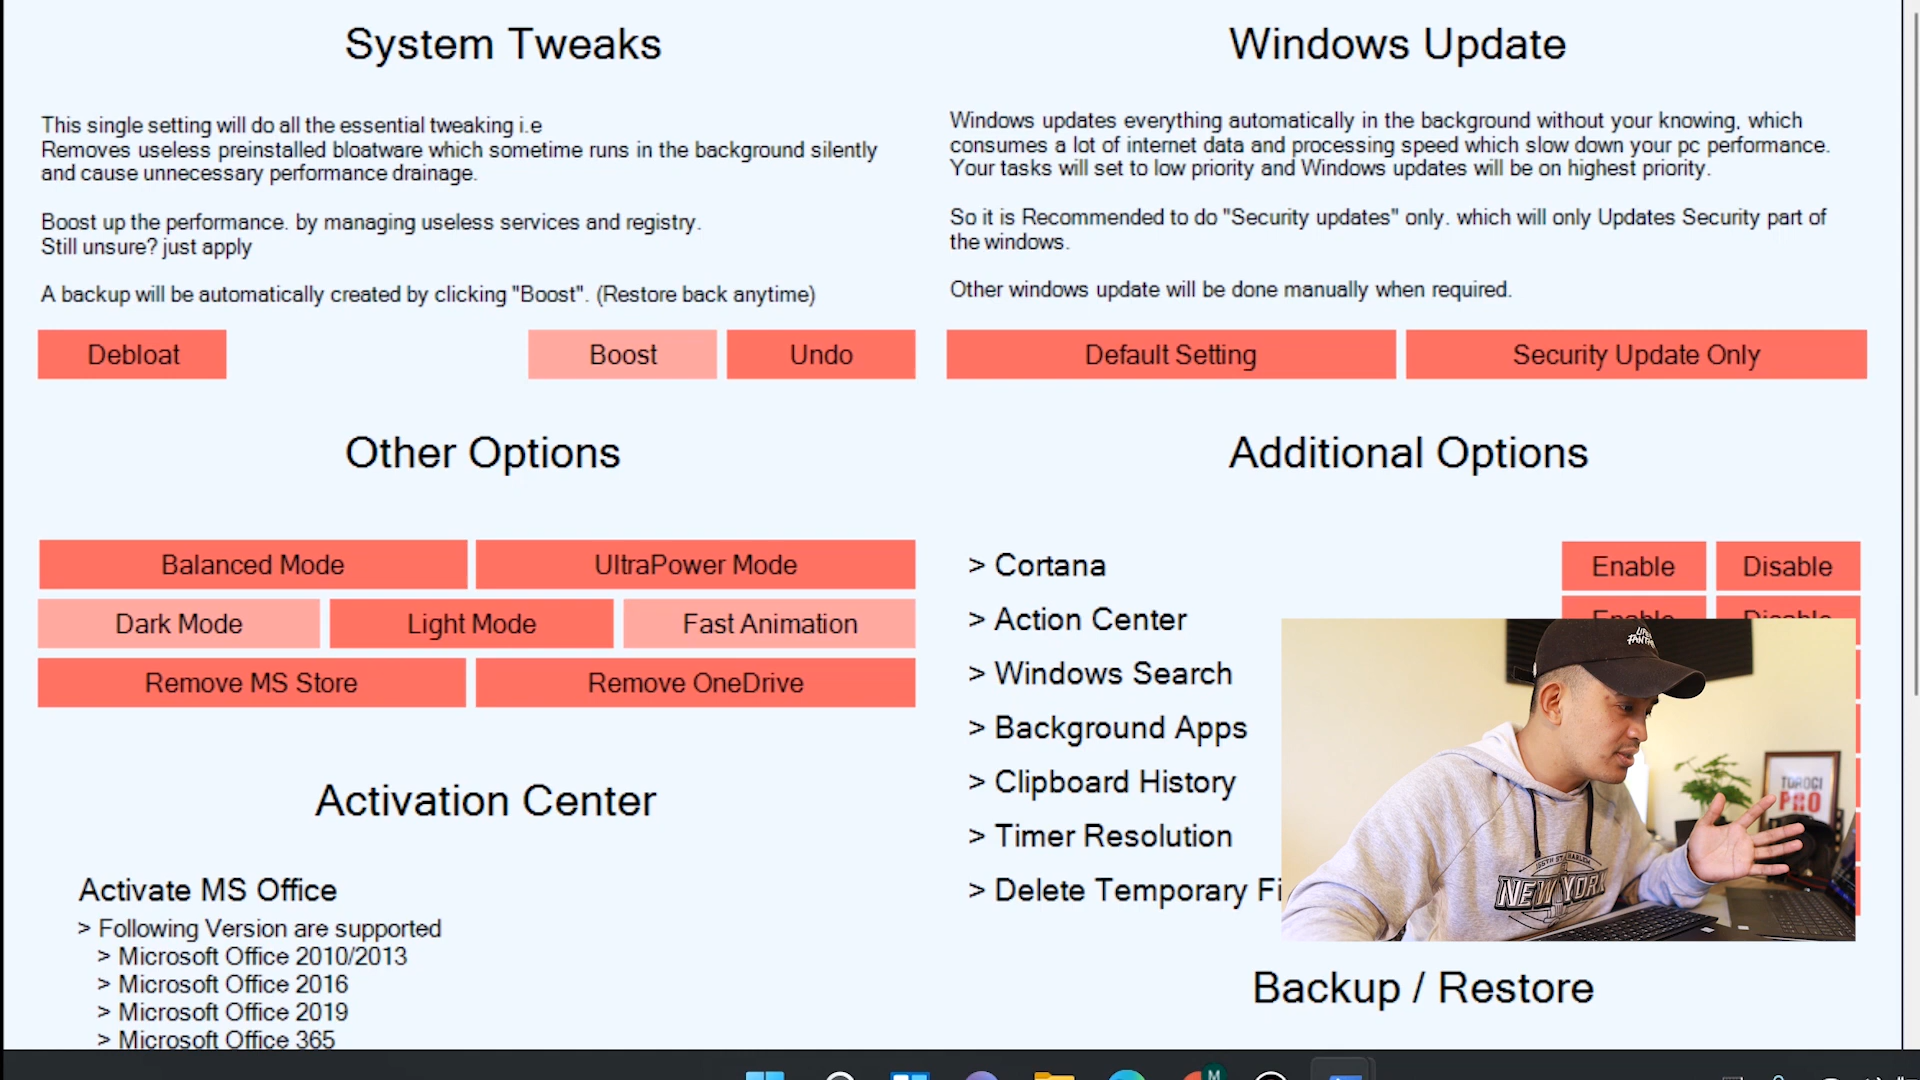 System Tweaks
This single setting will do all the essential tweaking i.e
Removes useless preinstalled bloatware which sometime runs in the background silently
and cause unnecessary performance drainage.
Boost up the performance. by managing useless services and registry.
Still unsure? just apply
A backup will be automatically created by clicking "Boost". (Restore back anytime)
Debloat
Boost
Undo
Windows Update
Windows updates everything automatically in the background without your knowing, which
consumes a lot of internet data and processing speed which slow down your pc performance.
Your tasks will set to low priority and Windows updates will be on highest priority.
So it is Recommended to do "Security updates" only. which will only Updates Security part of
the windows.
Other windows update will be done manually when required.
Default Setting
Security Update Only
Other Options
Balanced Mode
UltraPower Mode
Dark Mode
Light Mode
Fast Animation
Remove MS Store
Remove OneDrive
Additional Options
> Cortana
Enable
Disable
> Action Center
Enable
Disable
> Windows Search
> Background Apps
> Clipboard History
> Timer Resolution
> Delete Temporary Fi
Activation Center
Activate MS Office
> Following Version are supported
> Microsoft Office 2010/2013
> Microsoft Office 2016
> Microsoft Office 2019
> Microsoft Office 365
NEW YORK
PRO
Backup / Restore
M